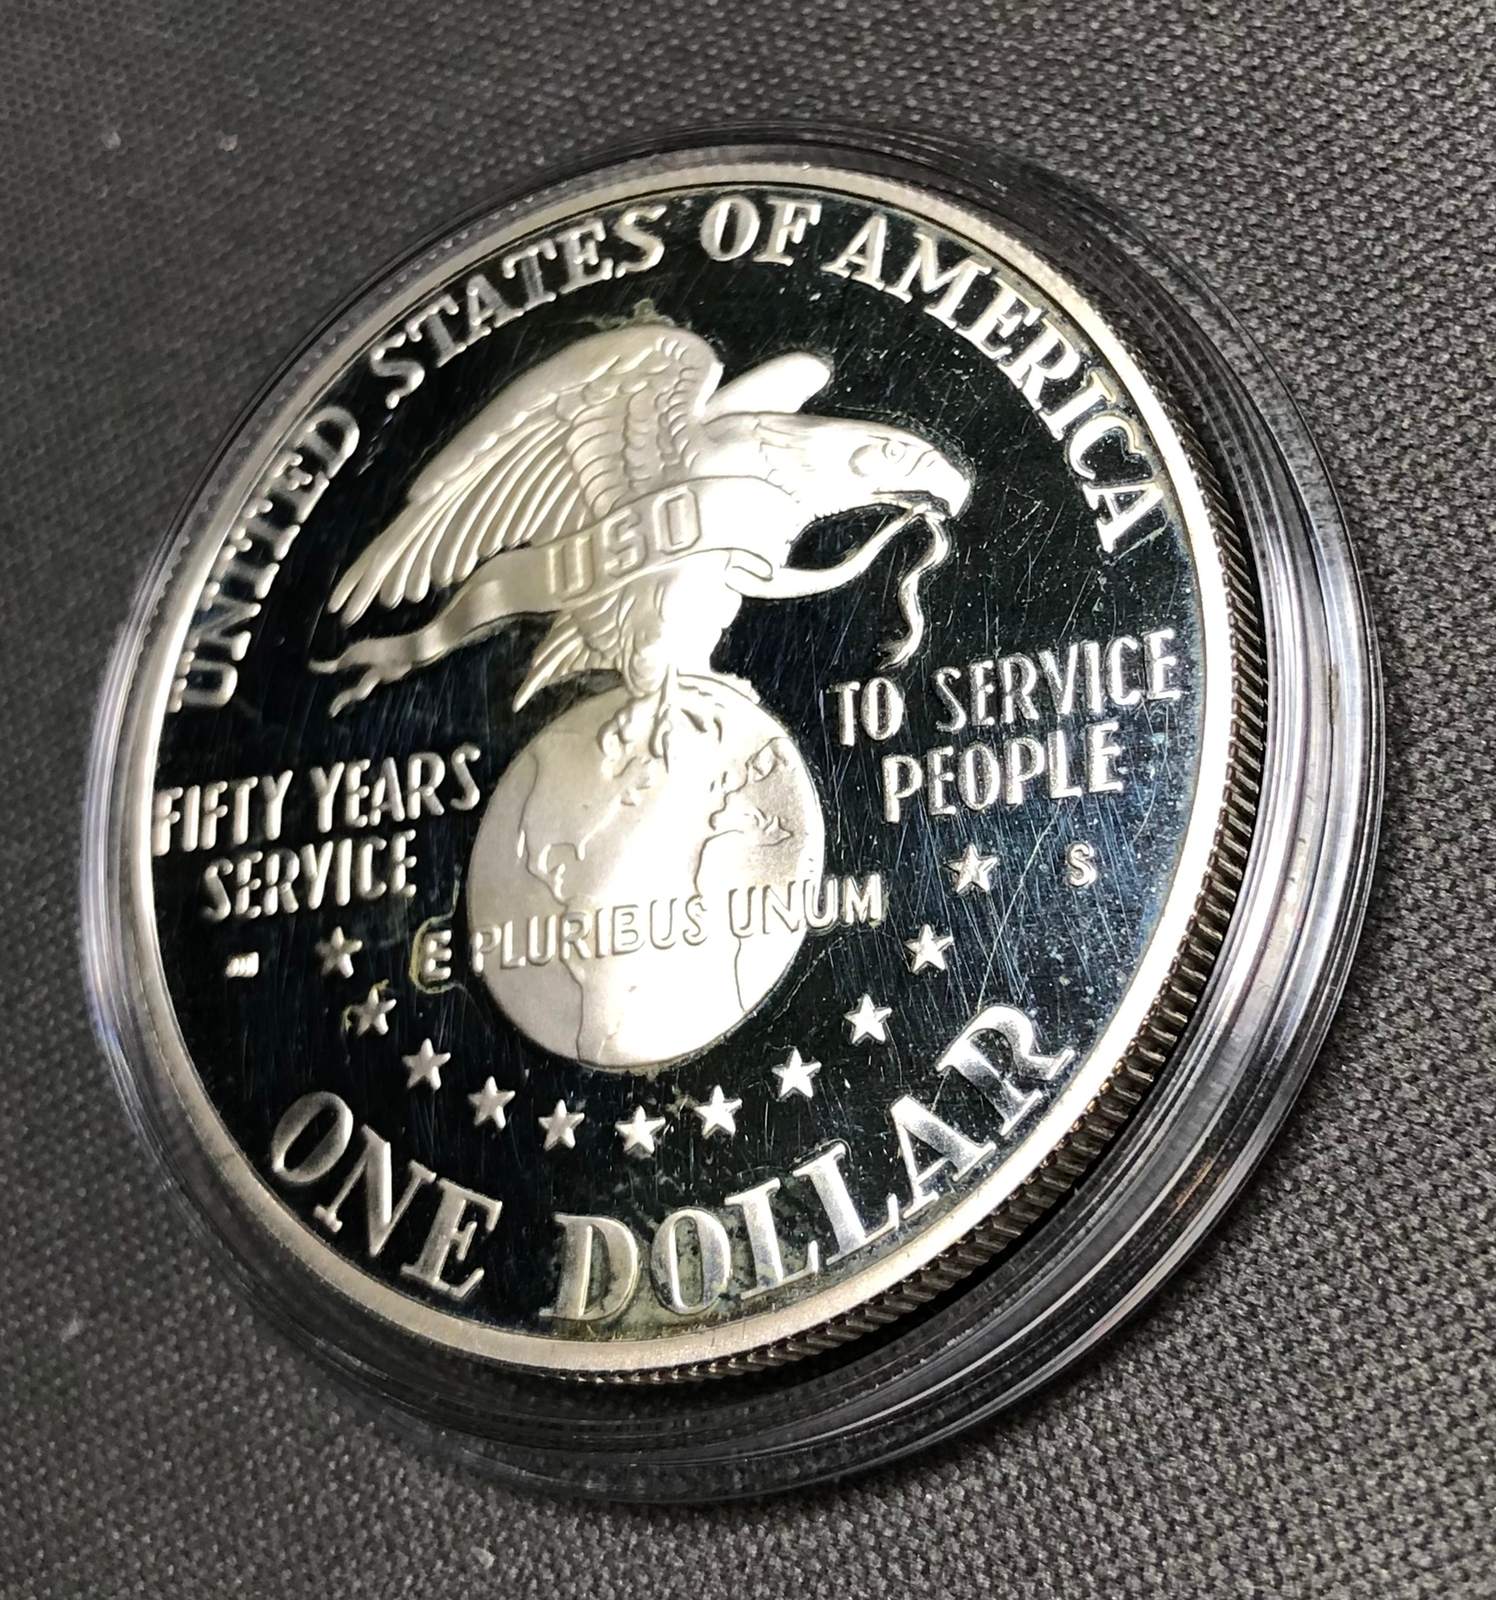 UNITED STATES OF AMERICA
USO
TO SERVICE
PEOPLE
FIFTY YEARS
SERVICE
S
E PLURIBUS UNUM
ONE DOLLAR